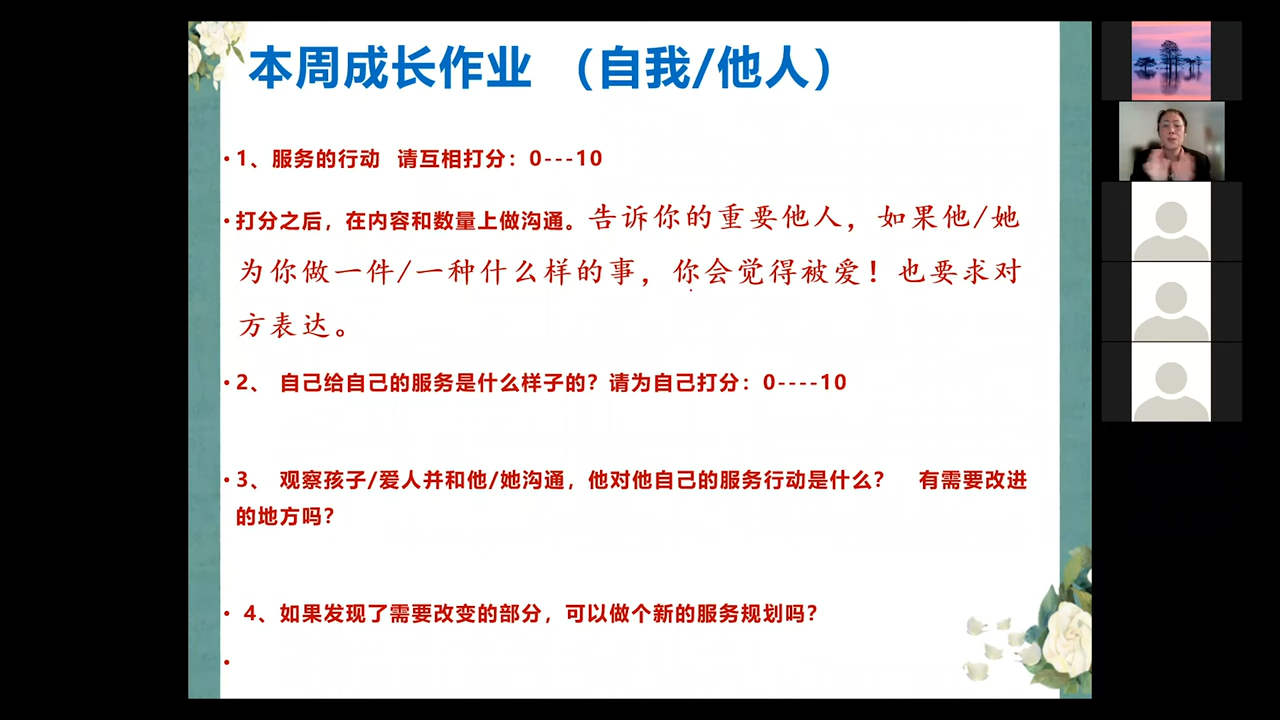 本周成长作业 （自我/他人）
• 1、服务的行动 请互相打分：0---10
• 打分之后，在内容和数量上做沟通。告诉你的重要他人，如果他/她
为你做一件/一种什么样的事，你会觉得被爱！也要求对
方表达。
• 2、 自己给自己的服务是什么样子的？请为自己打分：0----10
• 3、 观察孩子/爱人并和他/她沟通，他对他自己的服务行动是什么？ 有需要改进
的地方吗？
• 4、如果发现了需要改变的部分，可以做个新的服务规划吗？